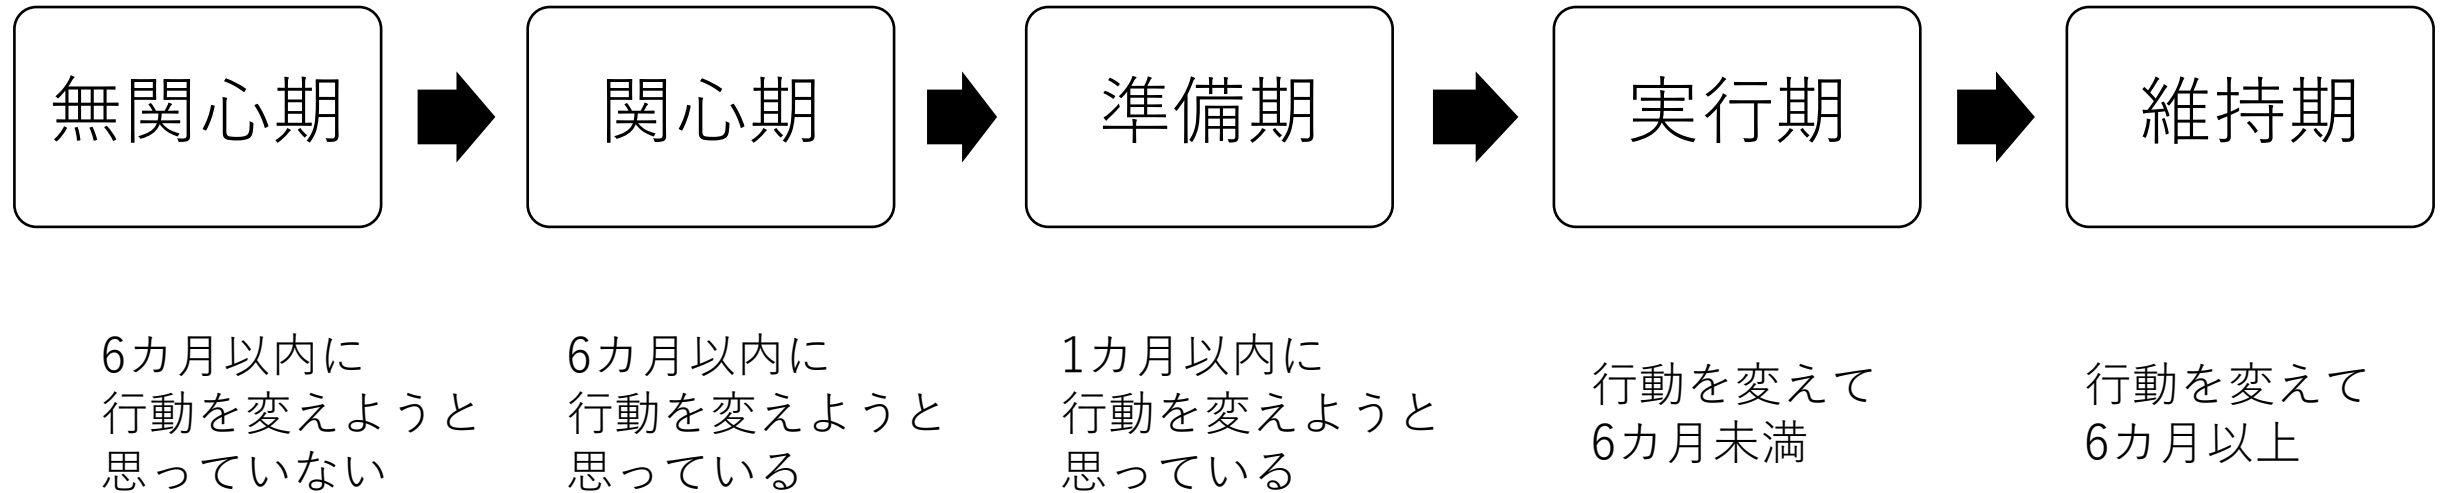 無関心期
関心期
準備期
実行期
維持期
6カ月以内に
行動を変えようと
思っていない
6カ月以内に
行動を変えようと
思っている
1カ月以内に
行動を変えようと
思っている
行動を変えて
6カ月未満
行動を変えて
6カ月以上